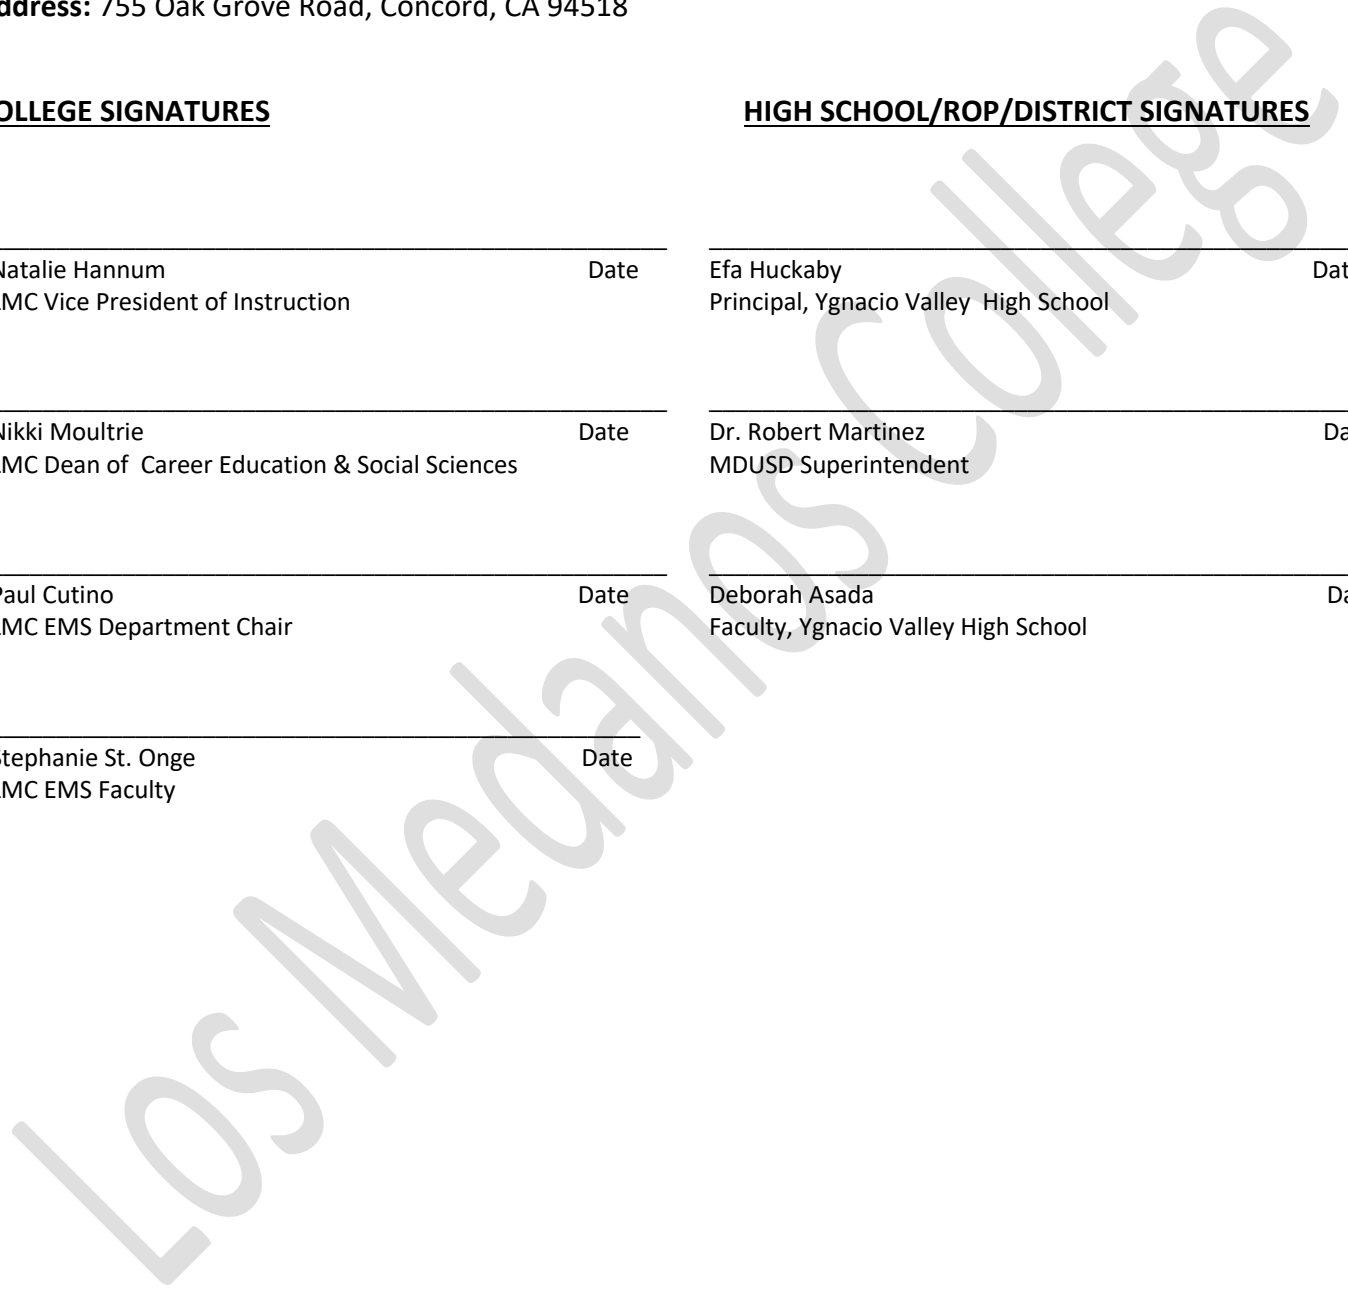 ddress: 755 Oak Grove Road, Concord, CA 94518
OLLEGE SIGNATURES
HIGH SCHOOL/ROP/DISTRICT SIGNATURES
Natalie Hannum Date
MC Vice President of Instruction
Efa Huckaby Dat
Principal, Ygnacio Valley High School
Nikki Moultrie Date
MC Dean of Career Education & Social Sciences
Dr. Robert Martinez Da
MDUSD Superintendent
Paul Cutino Date
MC EMS Department Chair
Deborah Asada Da
Faculty, Ygnacio Valley High School
Stephanie St. Onge Date
MC EMS Faculty
Los Medanos College